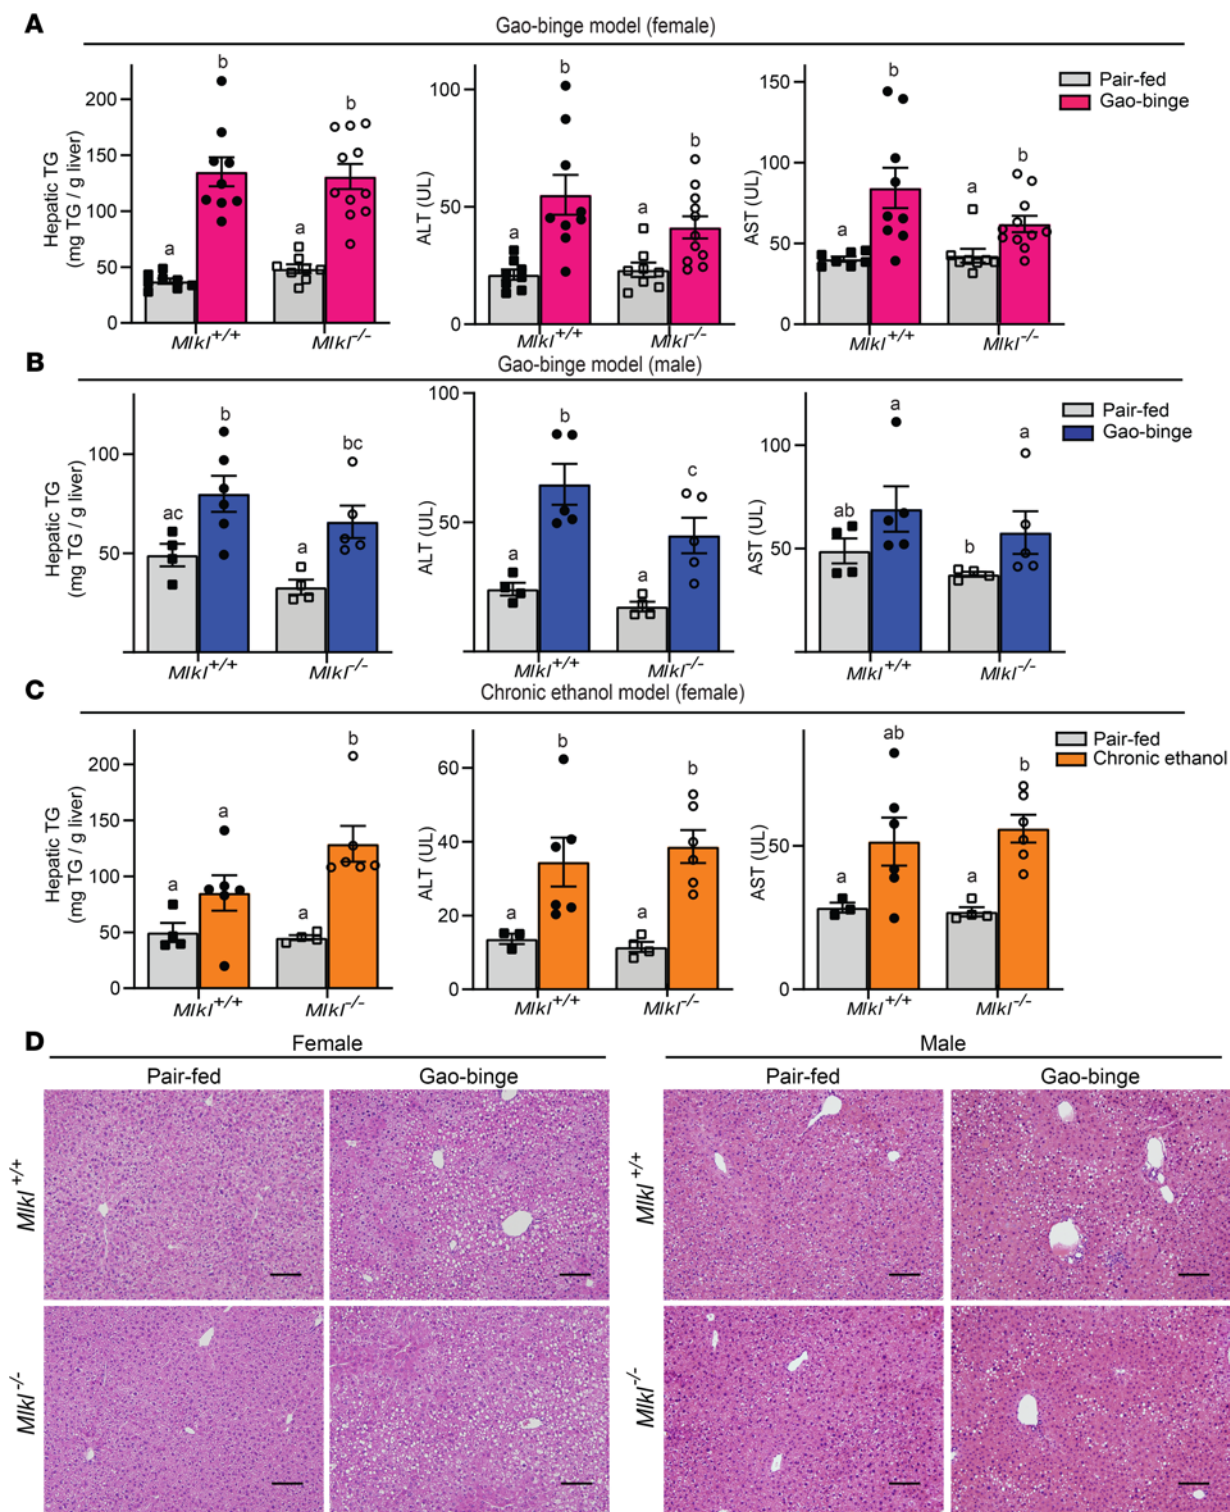 A
Gao-binge model (female)
Hepatic TG
(mg TG / g liver)
200
150
100
50
0
a
b
a
b
Mlkl+/+
Mlkl-/-
ALT (UL)
100
50
0
a
b
a
b
Mlkl+/+
Mlkl-/-
AST (UL)
150
100
50
0
a
b
a
b
Mlkl+/+
Mlkl-/-
Pair-fed
Gao-binge
B
Gao-binge model (male)
Hepatic TG
(mg TG / g liver)
100
50
ac
b
a
bc
Mlkl+/+
Mlkl-/-
ALT (UL)
100
50
a
b
a
c
Mlkl+/+
Mlkl-/-
AST (UL)
100
50
ab
a
b
a
Mlkl+/+
Mlkl-/-
Pair-fed
Gao-binge
C
Chronic ethanol model (female)
Hepatic TG
(mg TG / g liver)
200
150
100
50
0
a
a
a
b
Mlkl+/+
Mlkl-/-
ALT (UL)
60
40
20
0
a
b
a
b
Mlkl+/+
Mlkl-/-
AST (UL)
50
0
a
ab
a
b
Mlkl+/+
Mlkl-/-
Pair-fed
Chronic ethanol
D
Female
Male
Pair-fed
Gao-binge
Pair-fed
Gao-binge
Mlkl+/+
Mlkl+/+
Mlkl-/-
Mlkl-/-